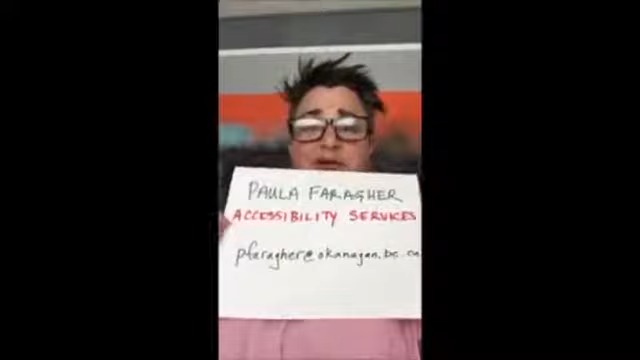 PAULA FARAGHER
ACCESSIBILITY SERVICES
pfaragher@okanagan.bc.ca